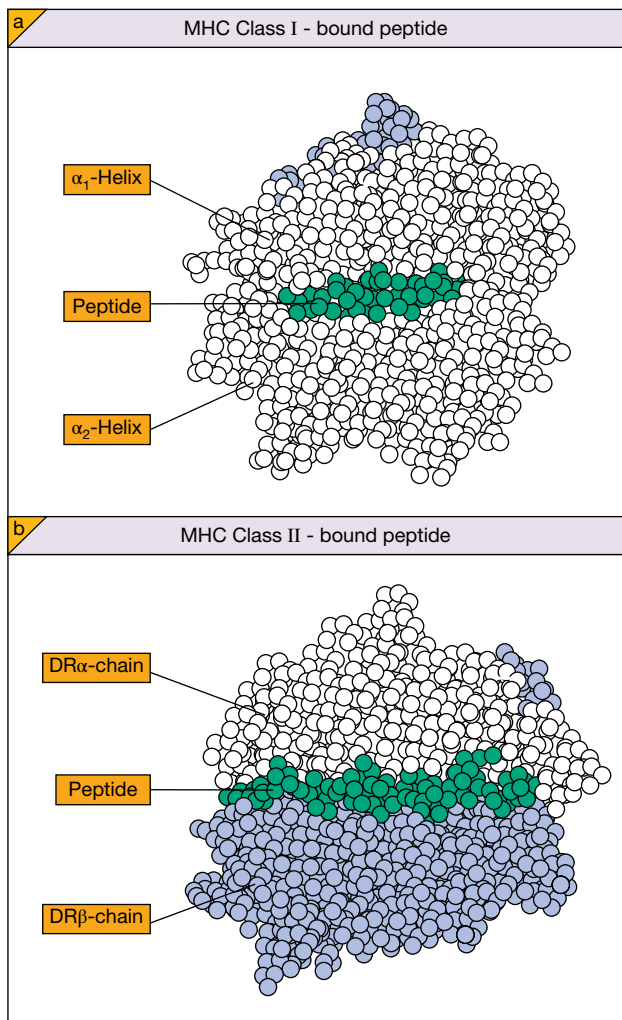 a
MHC Class I - bound peptide
α₁-Helix
Peptide
α₂-Helix
b
MHC Class II - bound peptide
DRα-chain
Peptide
DRβ-chain